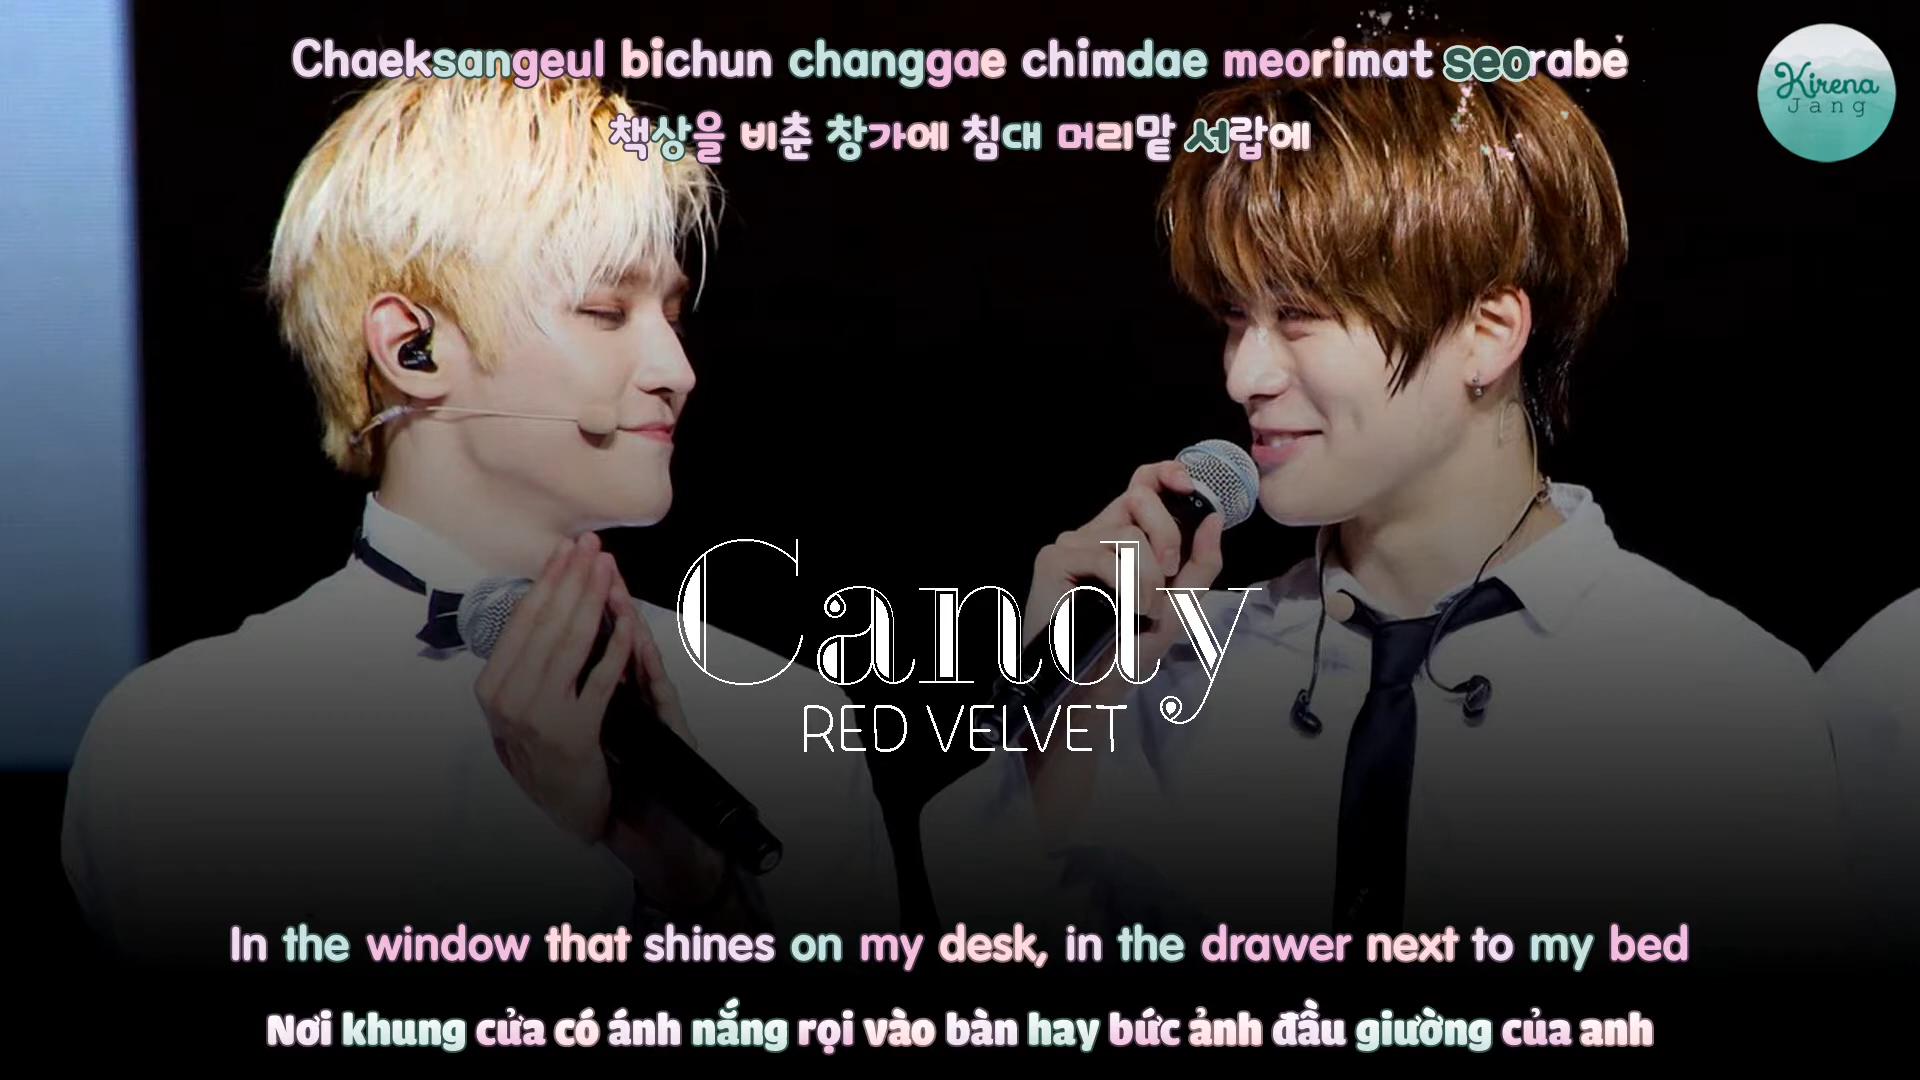 Chaeksangeul bichun changgae chimdae meorimat seorabe
책상을 비춘 창가에 침대 머리맡 서랍에
Kirena
Jang
Candy
RED VELVET
In the window that shines on my desk, in the drawer next to my bed
Nơi khung cửa có ánh nắng rọi vào bàn hay bức ảnh đầu giường của anh